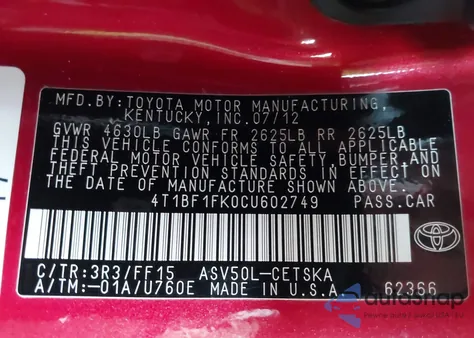 MFD.BY:TOYOTA MOTOR MANUFACTURING,
KENTUCKY, INC. 07/12
GVWR 4630LB GAWR FR 2625LB RR 2625LB
THIS VEHICLE CONFORMS TO ALL APPLICABLE
FEDERAL MOTOR VEHICLE SAFETY, BUMPER, AND
THEFT PREVENTION STANDARDS IN EFFECT ON
THE DATE OF MANUFACTURE SHOWN ABOVE.
4T1BF1FK0CU602749 PASS.CAR
C/TR:3R3/FF15 ASV50L-CETSKA
A/TM:-01A/U760E MADE IN U.S.A. 62356
TOYOTA
autoshop